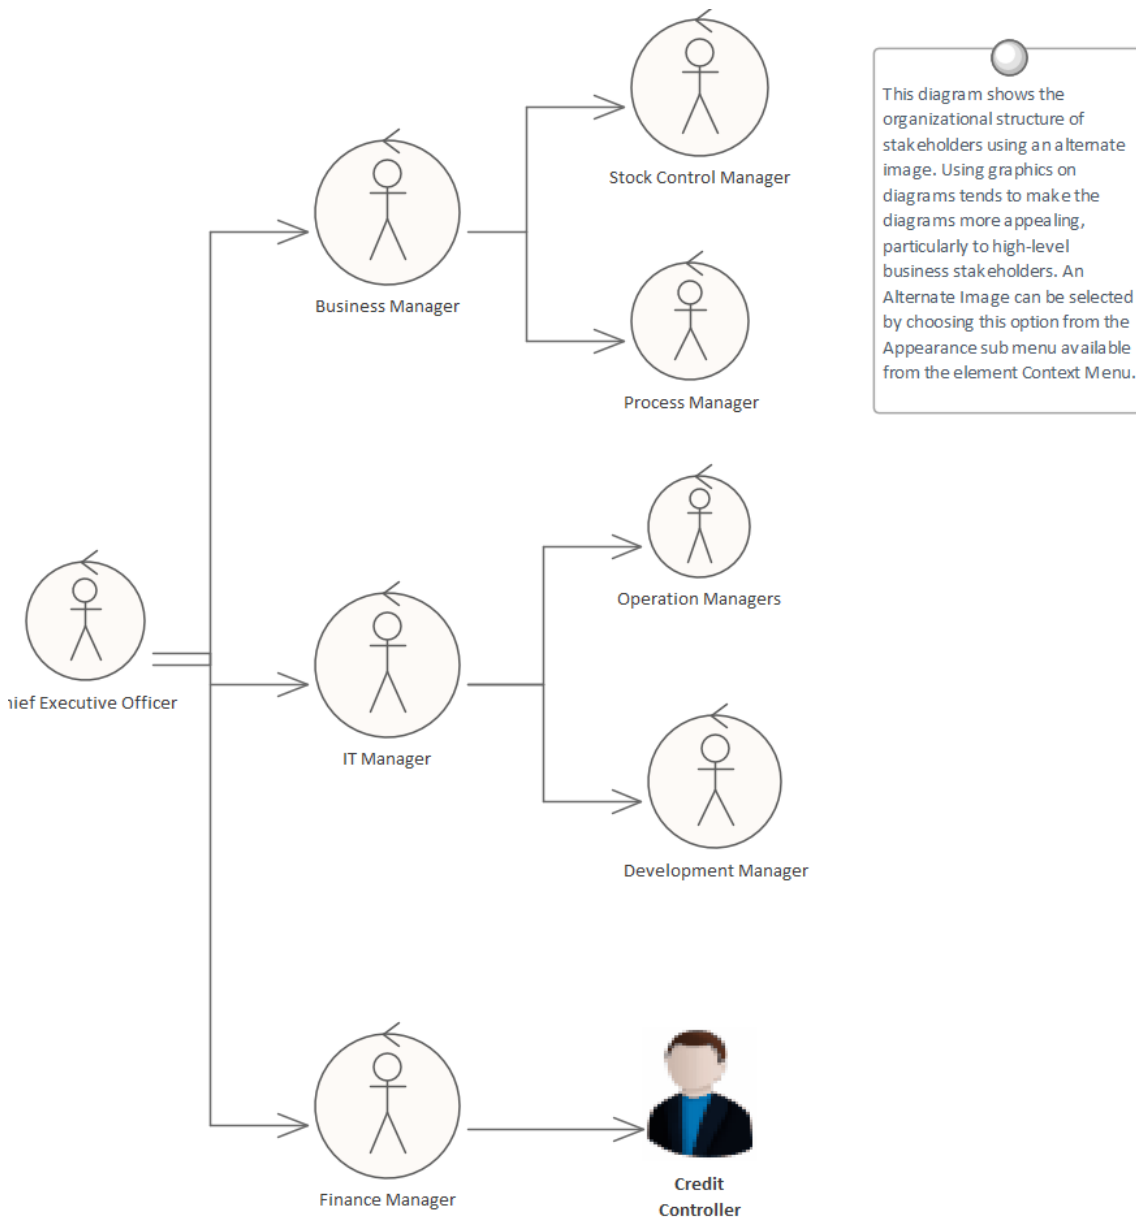 Stock Control Manager
This diagram shows the
organizational structure of
stakeholders using an alternate
image. Using graphics on
diagrams tends to make the
diagrams more appealing,
particularly to high-level
business stakeholders. An
Alternate Image can be selected
by choosing this option from the
Appearance sub menu available
from the element Context Menu.
Business Manager
Process Manager
Operation Managers
hief Executive Officer
IT Manager
Development Manager
Finance Manager
Credit
Controller